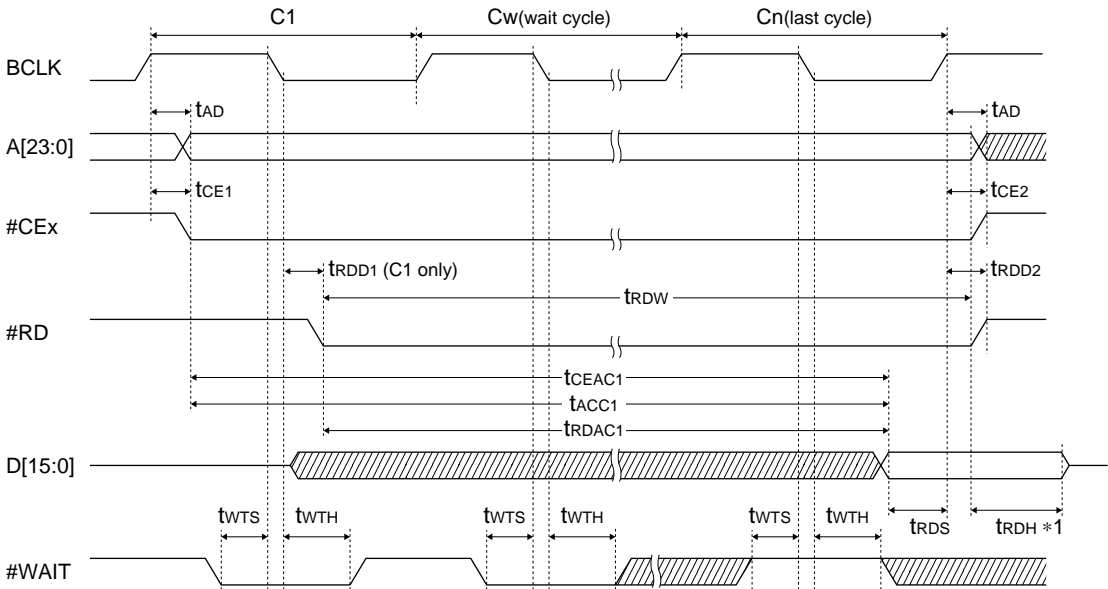 C1 Cw(wait cycle) Cn(last cycle)
BCLK
tAD tAD
A[23:0]
tCE1 tCE2
#CEx
tRDD1 (C1 only) tRDD2
tRDW
#RD
tCEAC1
tACC1
tRDAC1
D[15:0]
tWTS tWTH tWTS tWTH tWTS tWTH tRDS tRDH *1
#WAIT